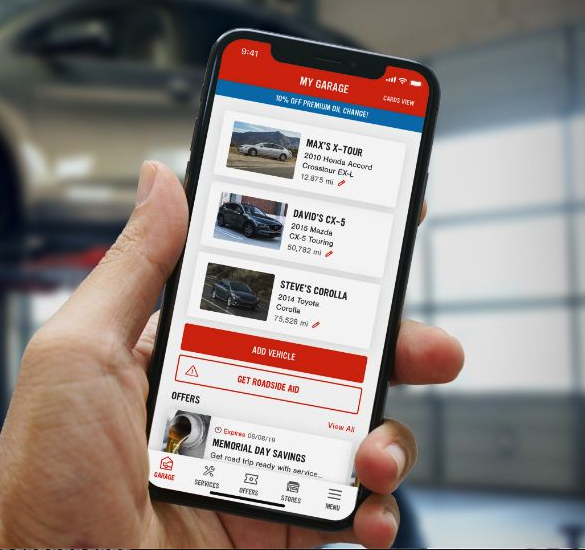 9:41
MY GARAGE
CARDS VIEW
10% OFF PREMIUM OIL CHANGE!
MAX'S X-TOUR
2010 Honda Accord
Crosstour EX-L
12,875 mi
DAVID'S CX-5
2015 Mazda
CX-5 Touring
50,782 mi
STEVE'S COROLLA
2014 Toyota
Corolla
75,528 mi
ADD VEHICLE
GET ROADSIDE AID
OFFERS
View All
Expires 05/08/19
MEMORIAL DAY SAVINGS
Get road trip ready with service...
GARAGE
SERVICES
OFFERS
STORES
MENU